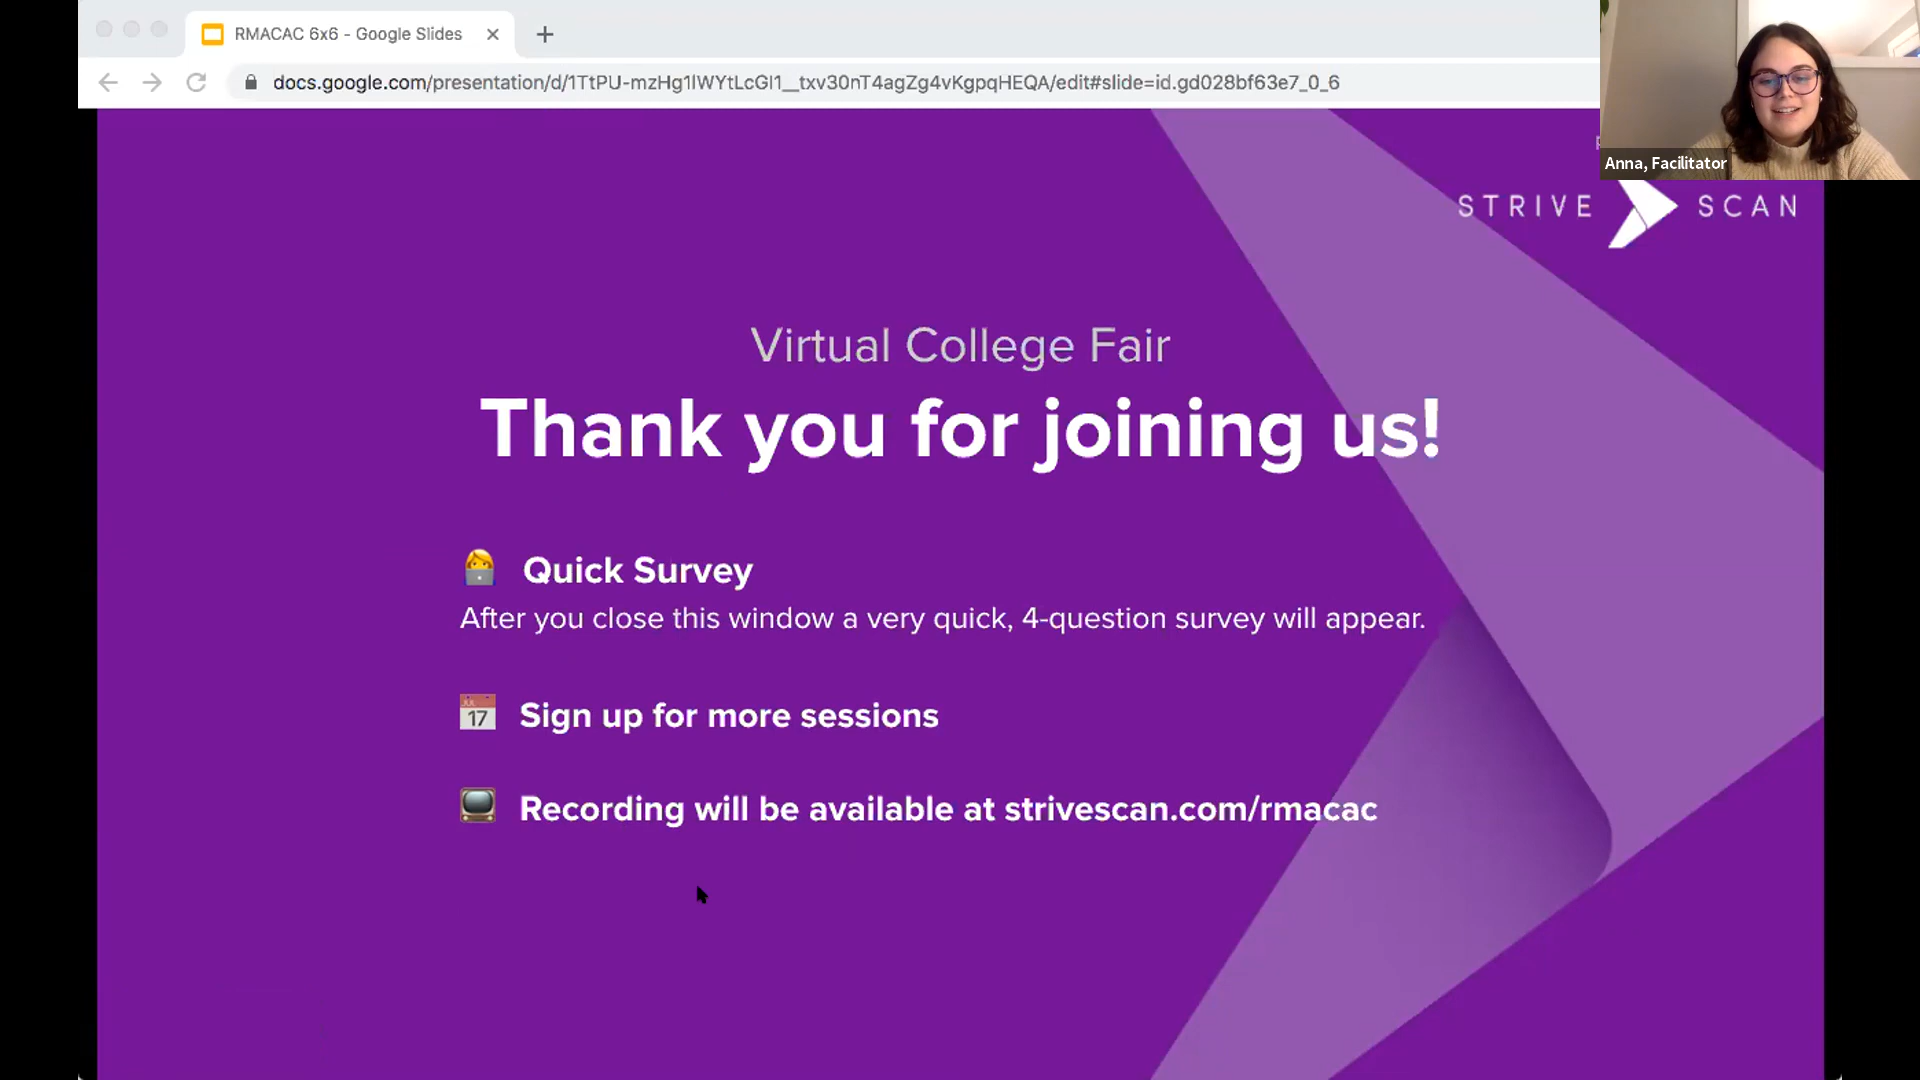 RMACAC 6x6 - Google Slides
docs.google.com/presentation/d/1TtPU-mzHg1lWYtLcGI1__txv30nT4agZg4vKgpqHEQA/edit#slide=id.gd028bf63e7_0_6
Anna, Facilitator
STRIVE SCAN
Virtual College Fair
Thank you for joining us!
Quick Survey
After you close this window a very quick, 4-question survey will appear.
JUL
17
Sign up for more sessions
Recording will be available at strivescan.com/rmacac